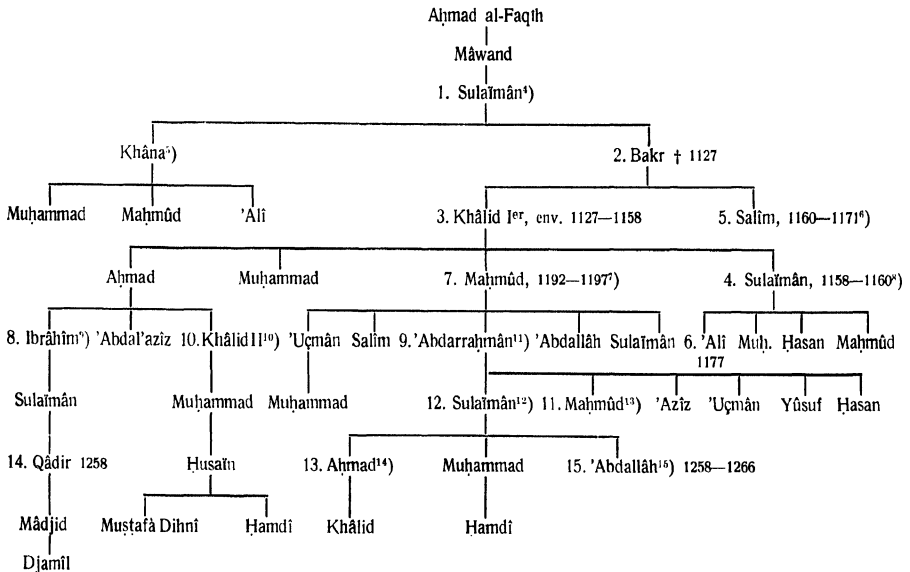 Aḥmad al-Faqīh
Mâwand
1. Sulaïmân⁴)
Khâna⁵) 2. Bakr † 1127
Muḥammad Maḥmûd 'Alî 3. Khâlid Iᵉʳ, env. 1127—1158 5. Salîm, 1160—1171⁶)
Aḥmad Muḥammad 7. Maḥmûd, 1192—1197⁷) 4. Sulaïmân, 1158—1160⁸)
8. Ibrâhîm⁹) 'Abdal'azîz 10. Khâlid II¹⁰) 'Uçmân Salîm 9. 'Abdarraḥmân¹¹) 'Abdallâh Sulaïmân 6. 'Alî Muḥ. Ḥasan Maḥmûd
1177
Sulaïmân Muḥammad Muḥammad 12. Sulaïmân¹²) 11. Maḥmûd¹³) 'Azîz 'Uçmân Yûsuf Ḥasan
14. Qâdir 1258 Ḥusaïn 13. Aḥmad¹⁴) Muḥammad 15. 'Abdallâh¹⁵) 1258—1266
Mâdjid Muṣṭafà Dihnî Ḥamdî Khâlid Ḥamdî
Djamîl